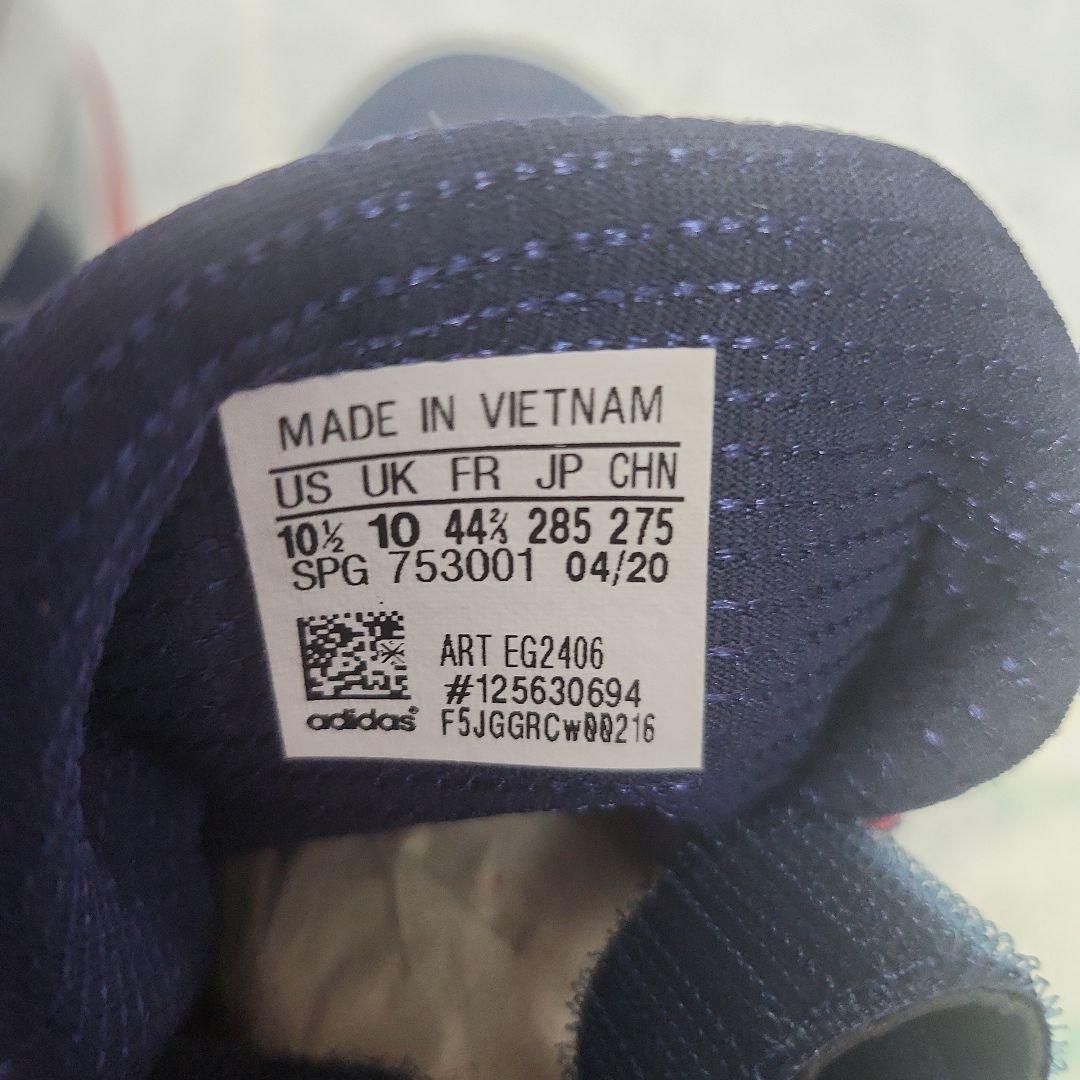 MADE IN VIETNAM
US UK FR JP CHN
10½ 10 44⅔ 285 275
SPG 753001 04/20
ART EG2406
#125630694
adidas® F5JGGRCW00216